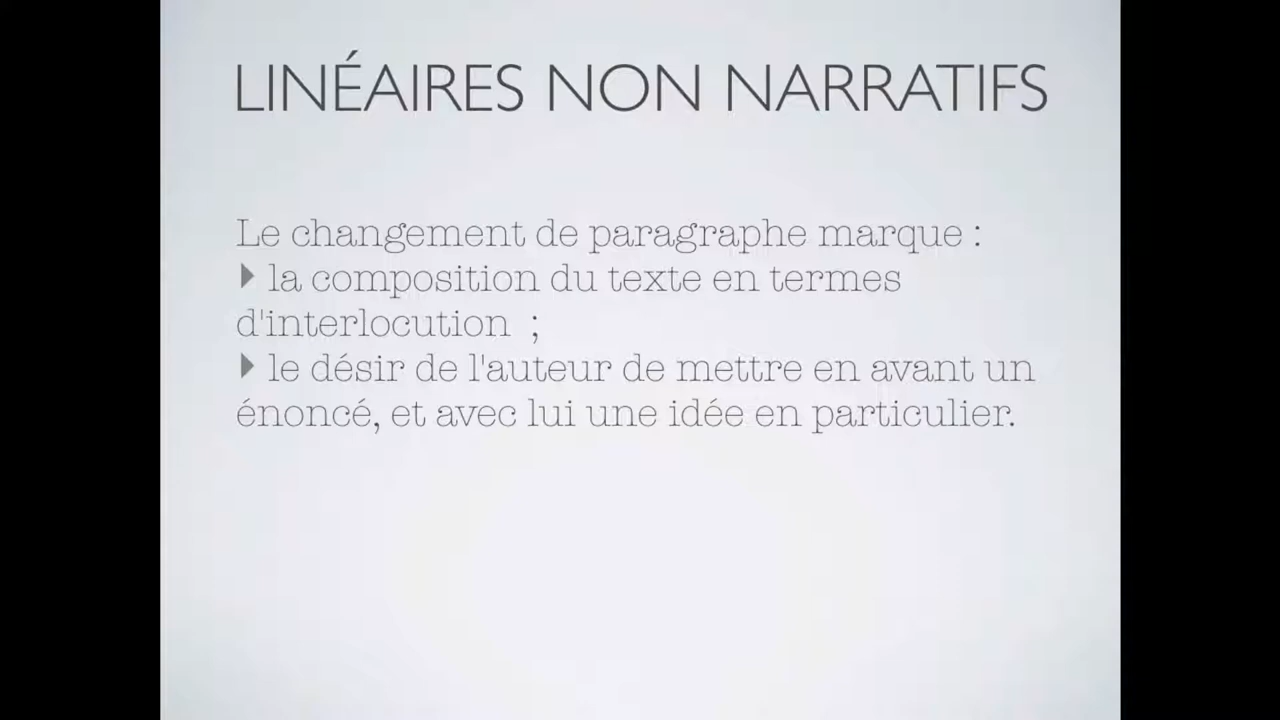 LINÉAIRES NON NARRATIFS
Le changement de paragraphe marque :
la composition du texte en termes
d'interlocution ;
le désir de l'auteur de mettre en avant un
énoncé, et avec lui une idée en particulier.